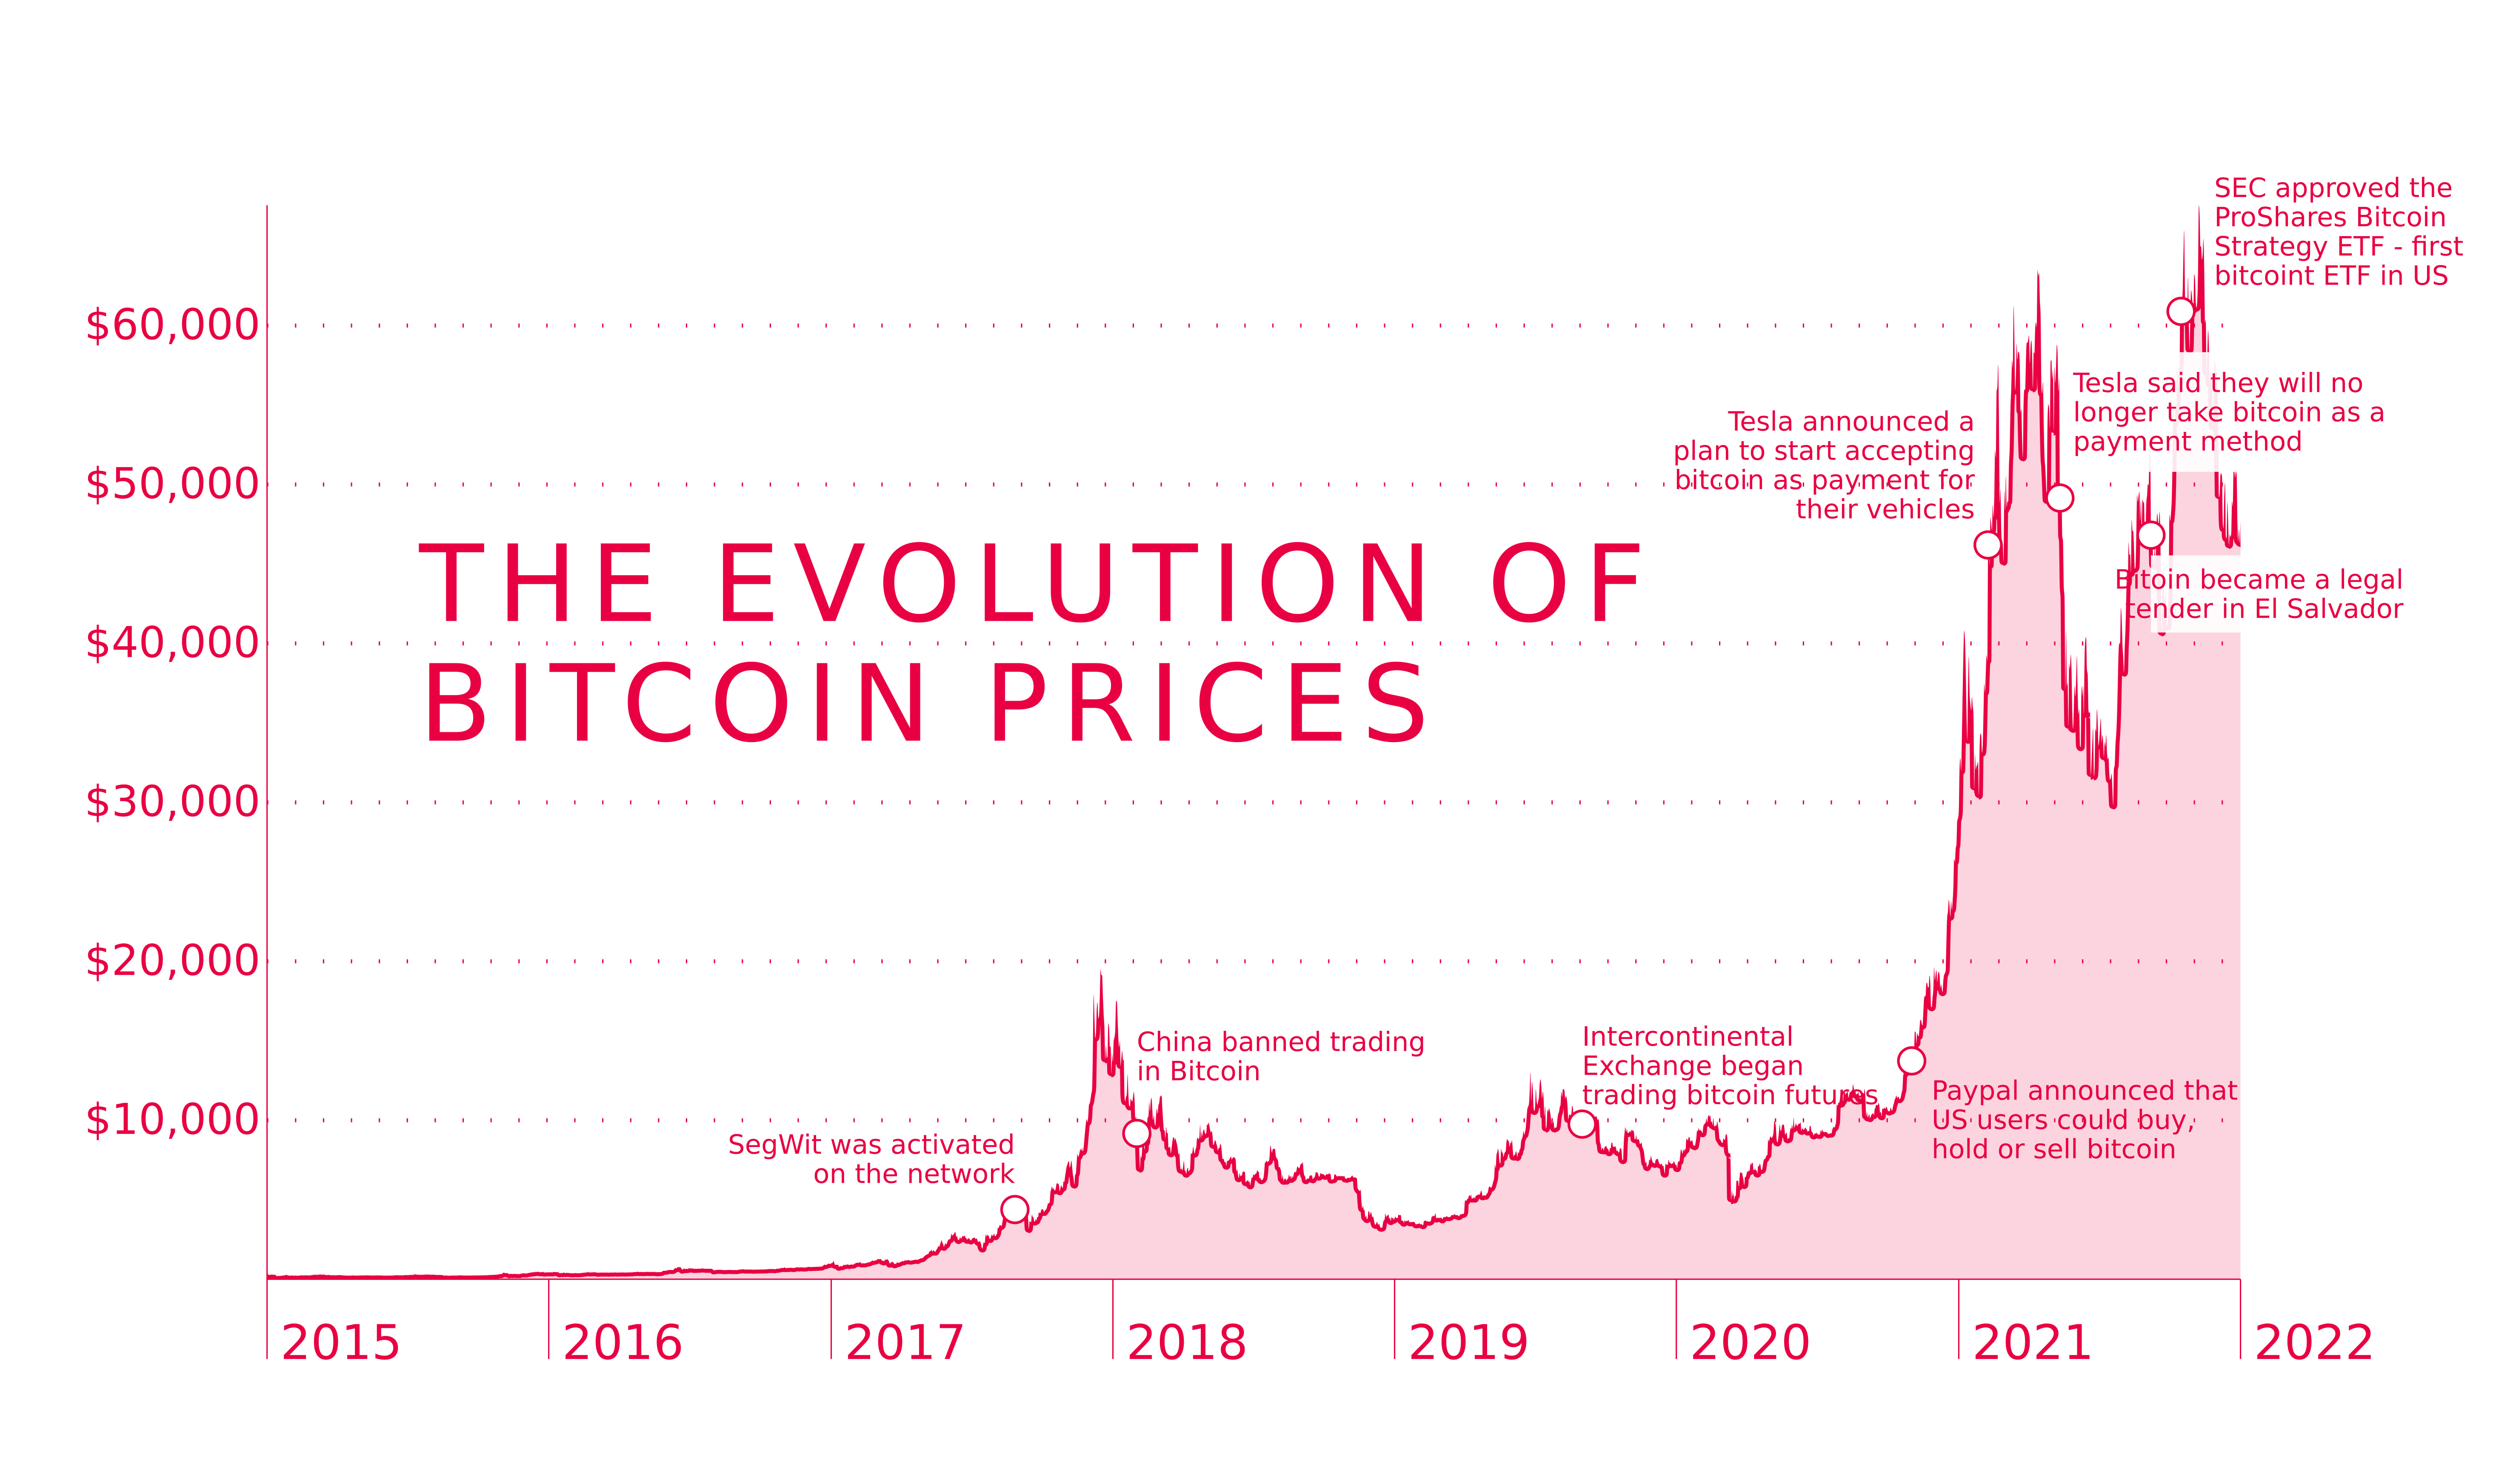 THE EVOLUTION OF
BITCOIN PRICES
$60,000
$50,000
$40,000
$30,000
$20,000
$10,000
SegWit was activated
on the network
China banned trading
in Bitcoin
Intercontinental
Exchange began
trading bitcoin futures
Paypal announced that
US users could buy,
hold or sell bitcoin
Tesla announced a
plan to start accepting
bitcoin as payment for
their vehicles
Tesla said they will no
longer take bitcoin as a
payment method
Bitcoin became a legal
tender in El Salvador
SEC approved the
ProShares Bitcoin
Strategy ETF - first
bitcoint ETF in US
2015
2016
2017
2018
2019
2020
2021
2022